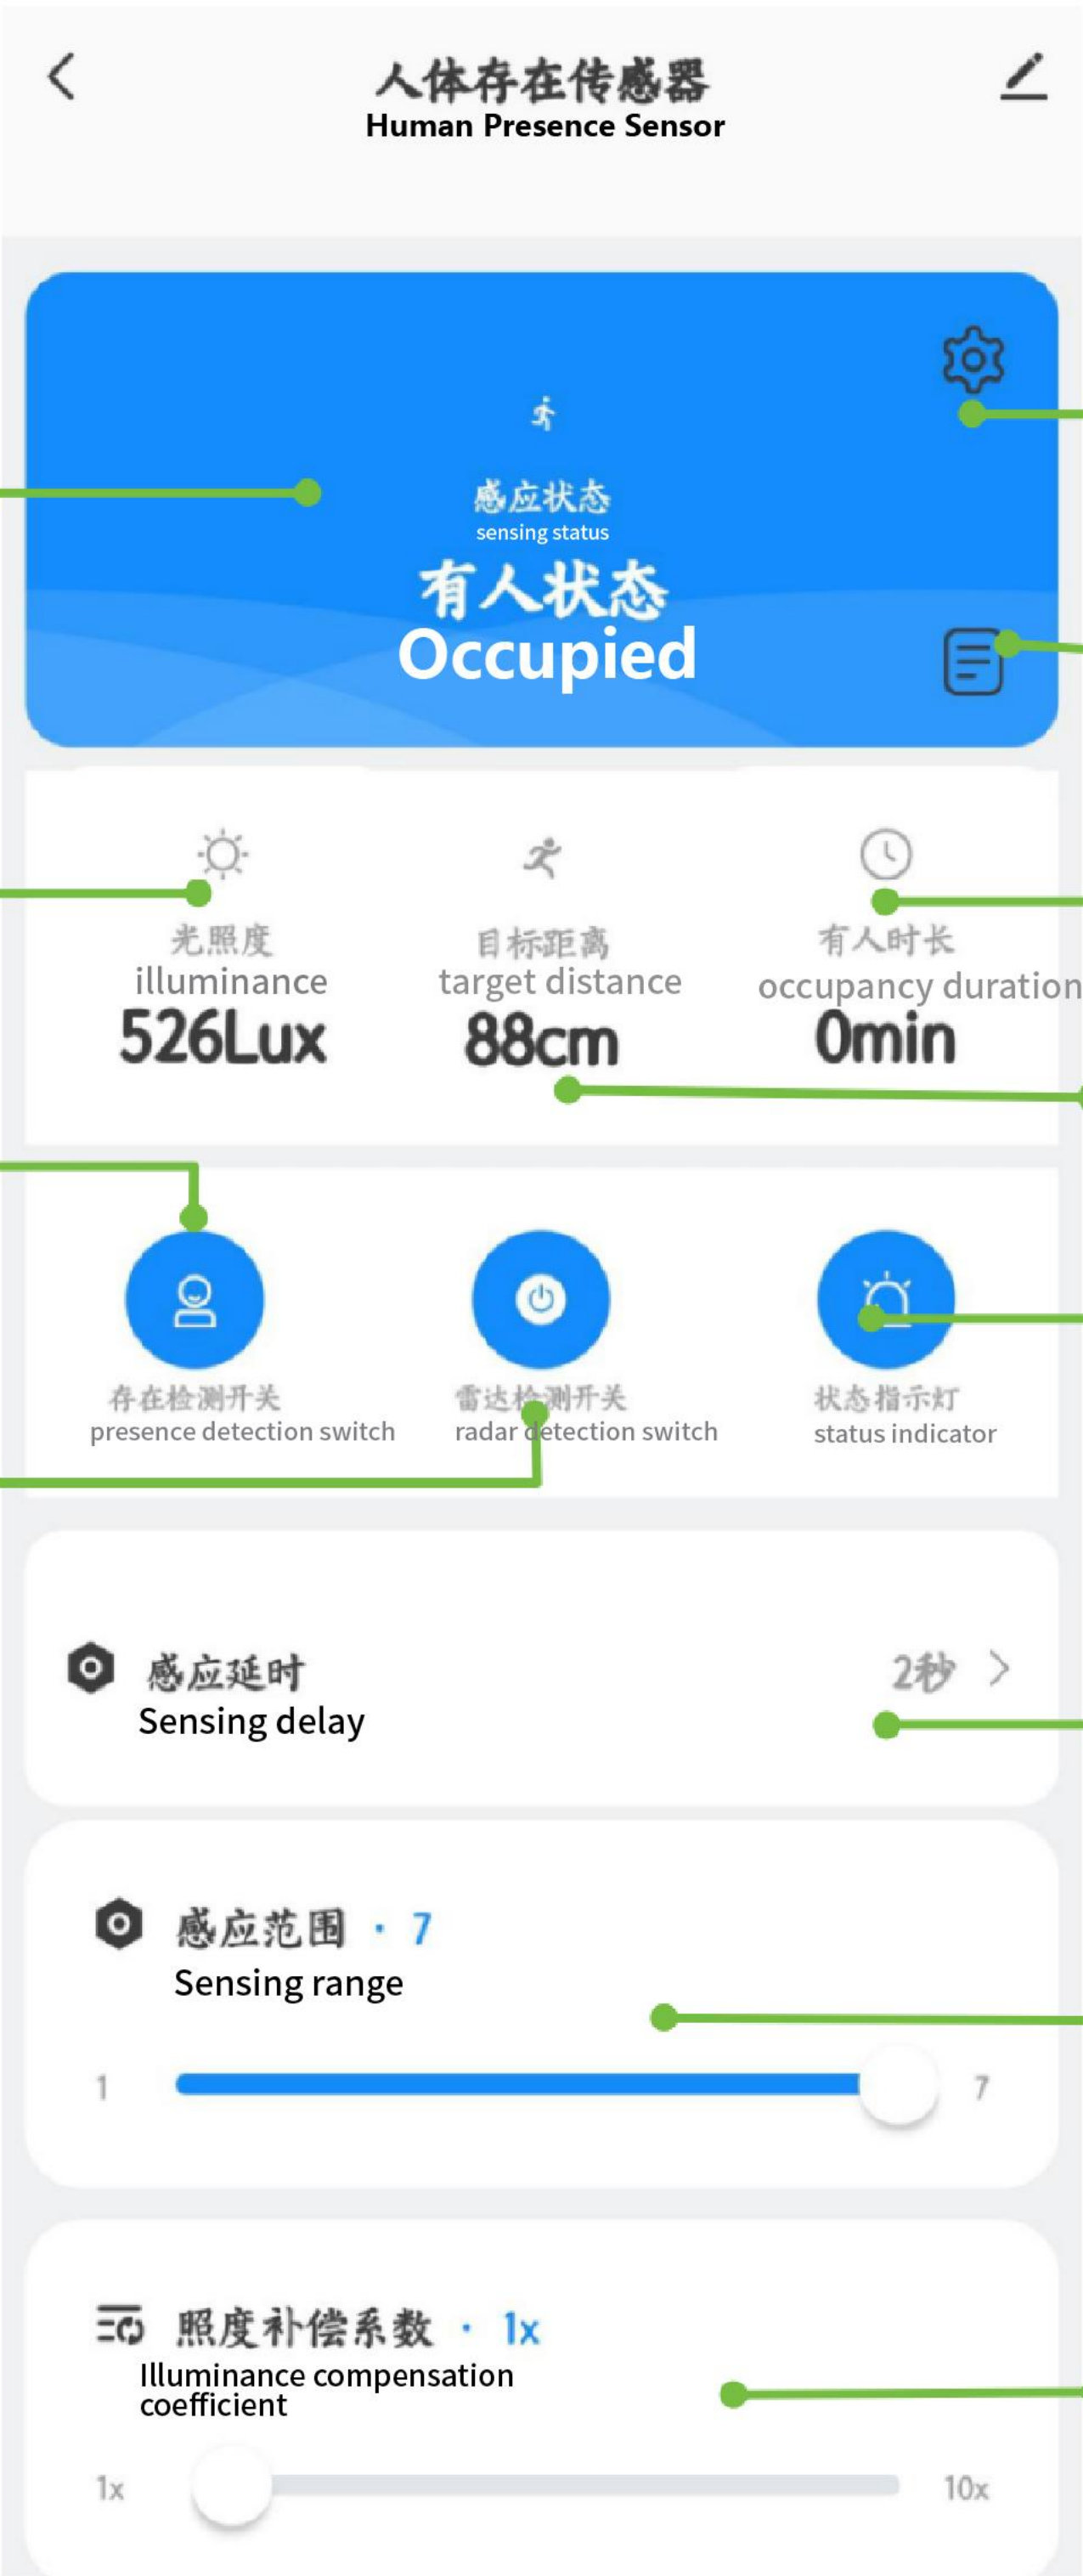 人体存在传感器
Human Presence Sensor
感应状态
sensing status
有人状态
Occupied
光照度
illuminance
526Lux
目标距离
target distance
88cm
有人时长
occupancy duration
0min
存在检测开关
presence detection switch
雷达检测开关
radar detection switch
状态指示灯
status indicator
感应延时
2秒
Sensing delay
感应范围 · 7
Sensing range
1
7
照度补偿系数 · 1x
Illuminance compensation
coefficient
1x
10x